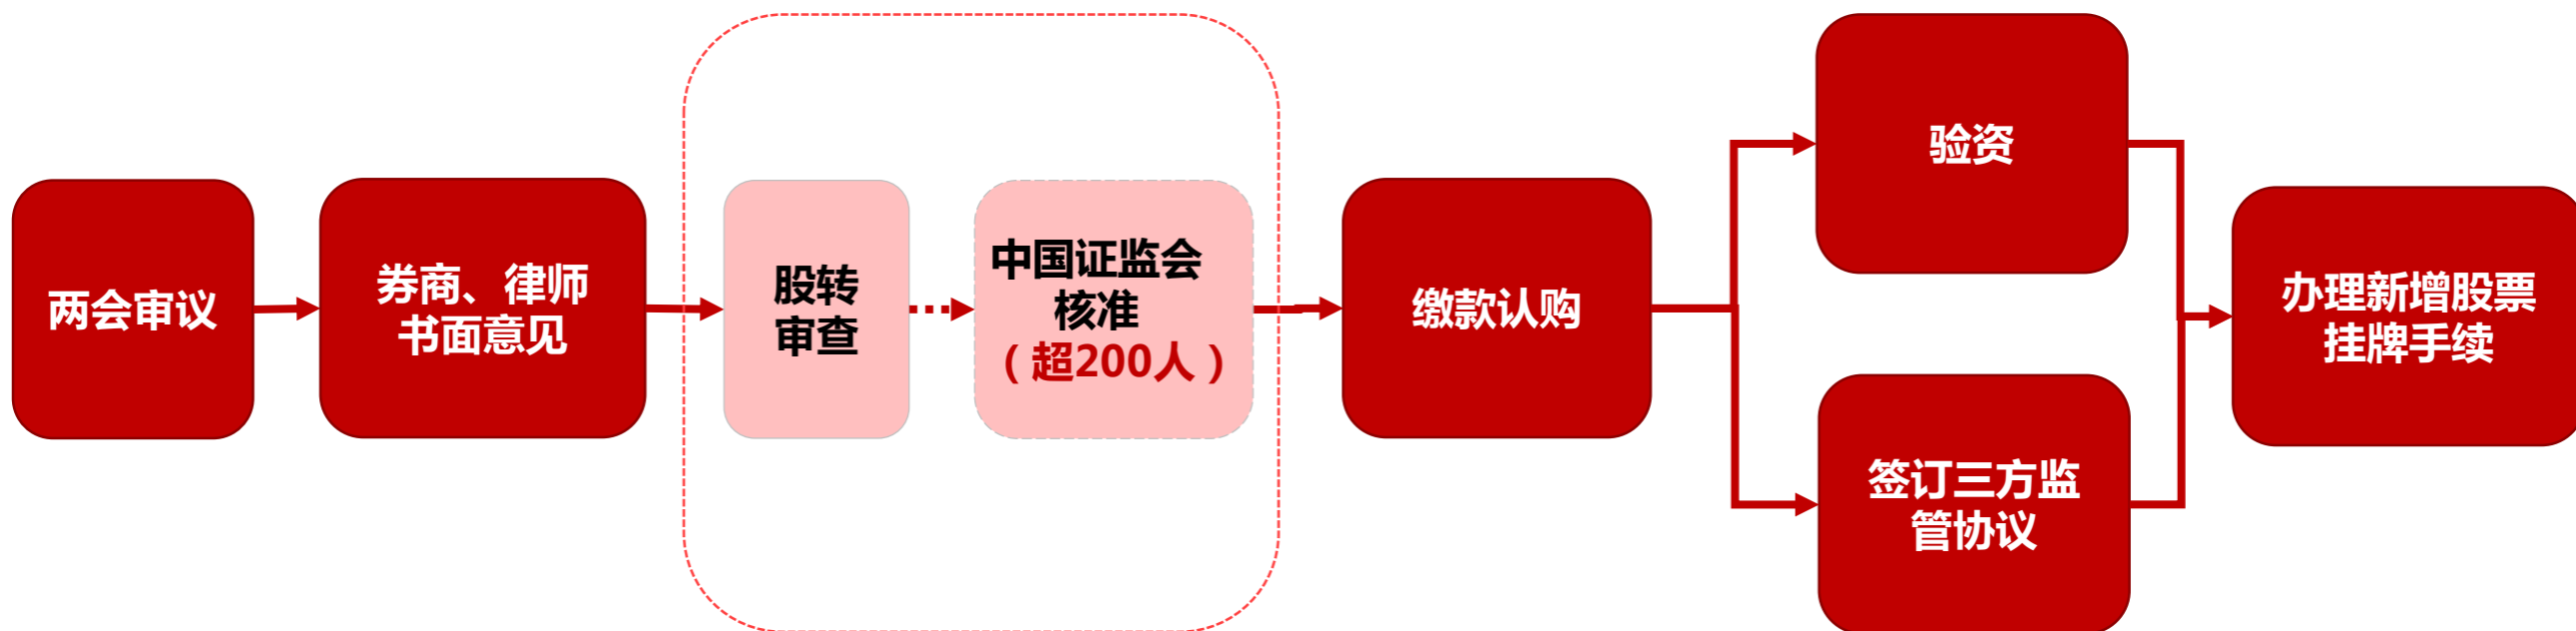 两会审议
券商、律师
书面意见
股转
审查
中国证监会
核准
（超200人）
缴款认购
验资
签订三方监
管协议
办理新增股票
挂牌手续